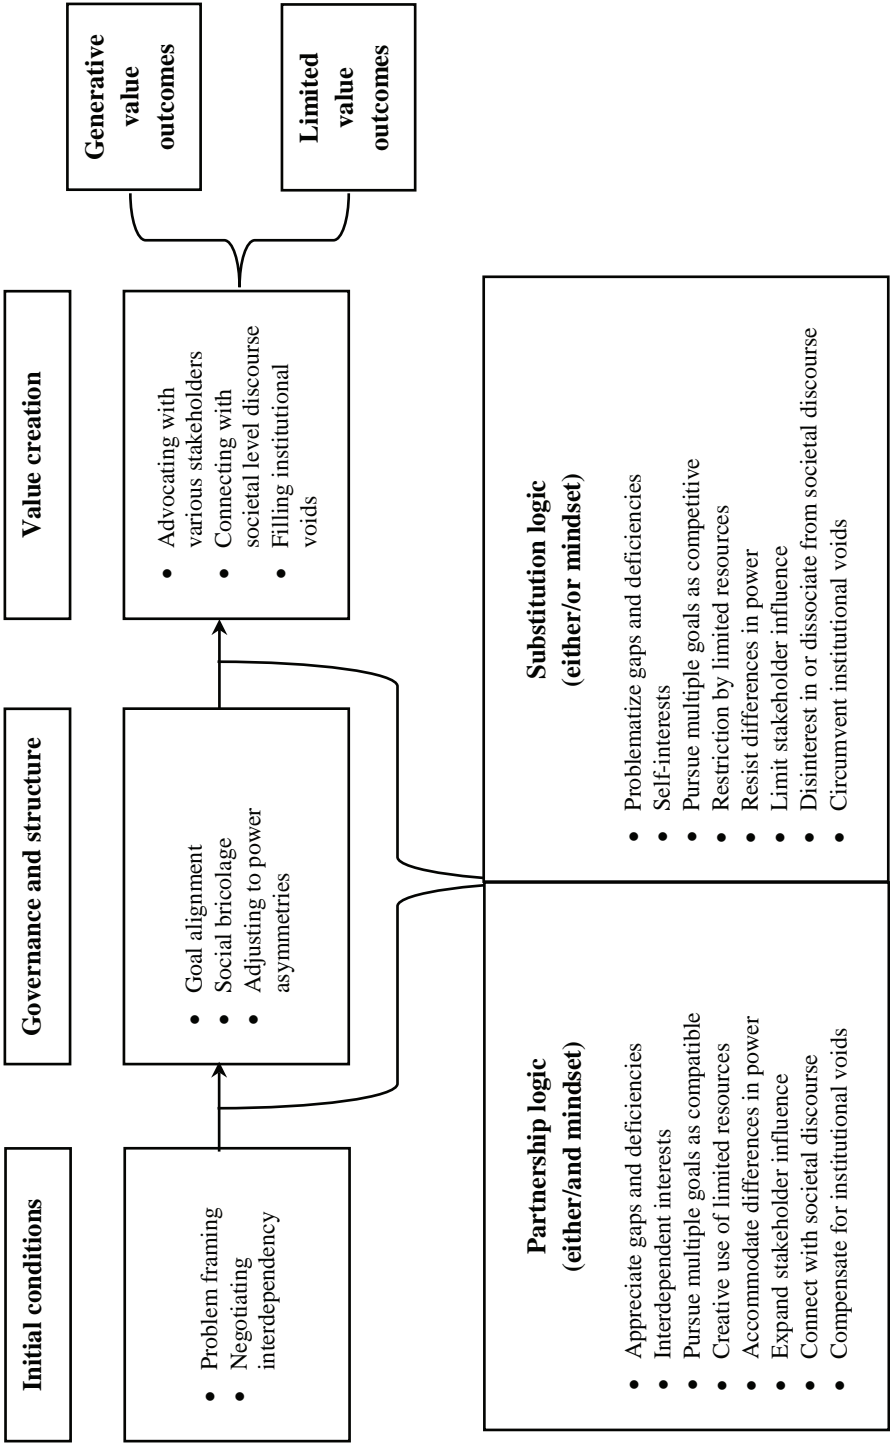 Initial conditions
Governance and structure
Value creation
• Problem framing
• Negotiating
interdependency
• Goal alignment
• Social bricolage
• Adjusting to power
asymmetries
• Advocating with
various stakeholders
• Connecting with
societal level discourse
• Filling institutional
voids
Generative
value
outcomes
Limited
value
outcomes
Partnership logic
(either/and mindset)
• Appreciate gaps and deficiencies
• Interdependent interests
• Pursue multiple goals as compatible
• Creative use of limited resources
• Accommodate differences in power
• Expand stakeholder influence
• Connect with societal discourse
• Compensate for institutional voids
Substitution logic
(either/or mindset)
• Problematize gaps and deficiencies
• Self-interests
• Pursue multiple goals as competitive
• Restriction by limited resources
• Resist differences in power
• Limit stakeholder influence
• Disinterest in or dissociate from societal discourse
• Circumvent institutional voids